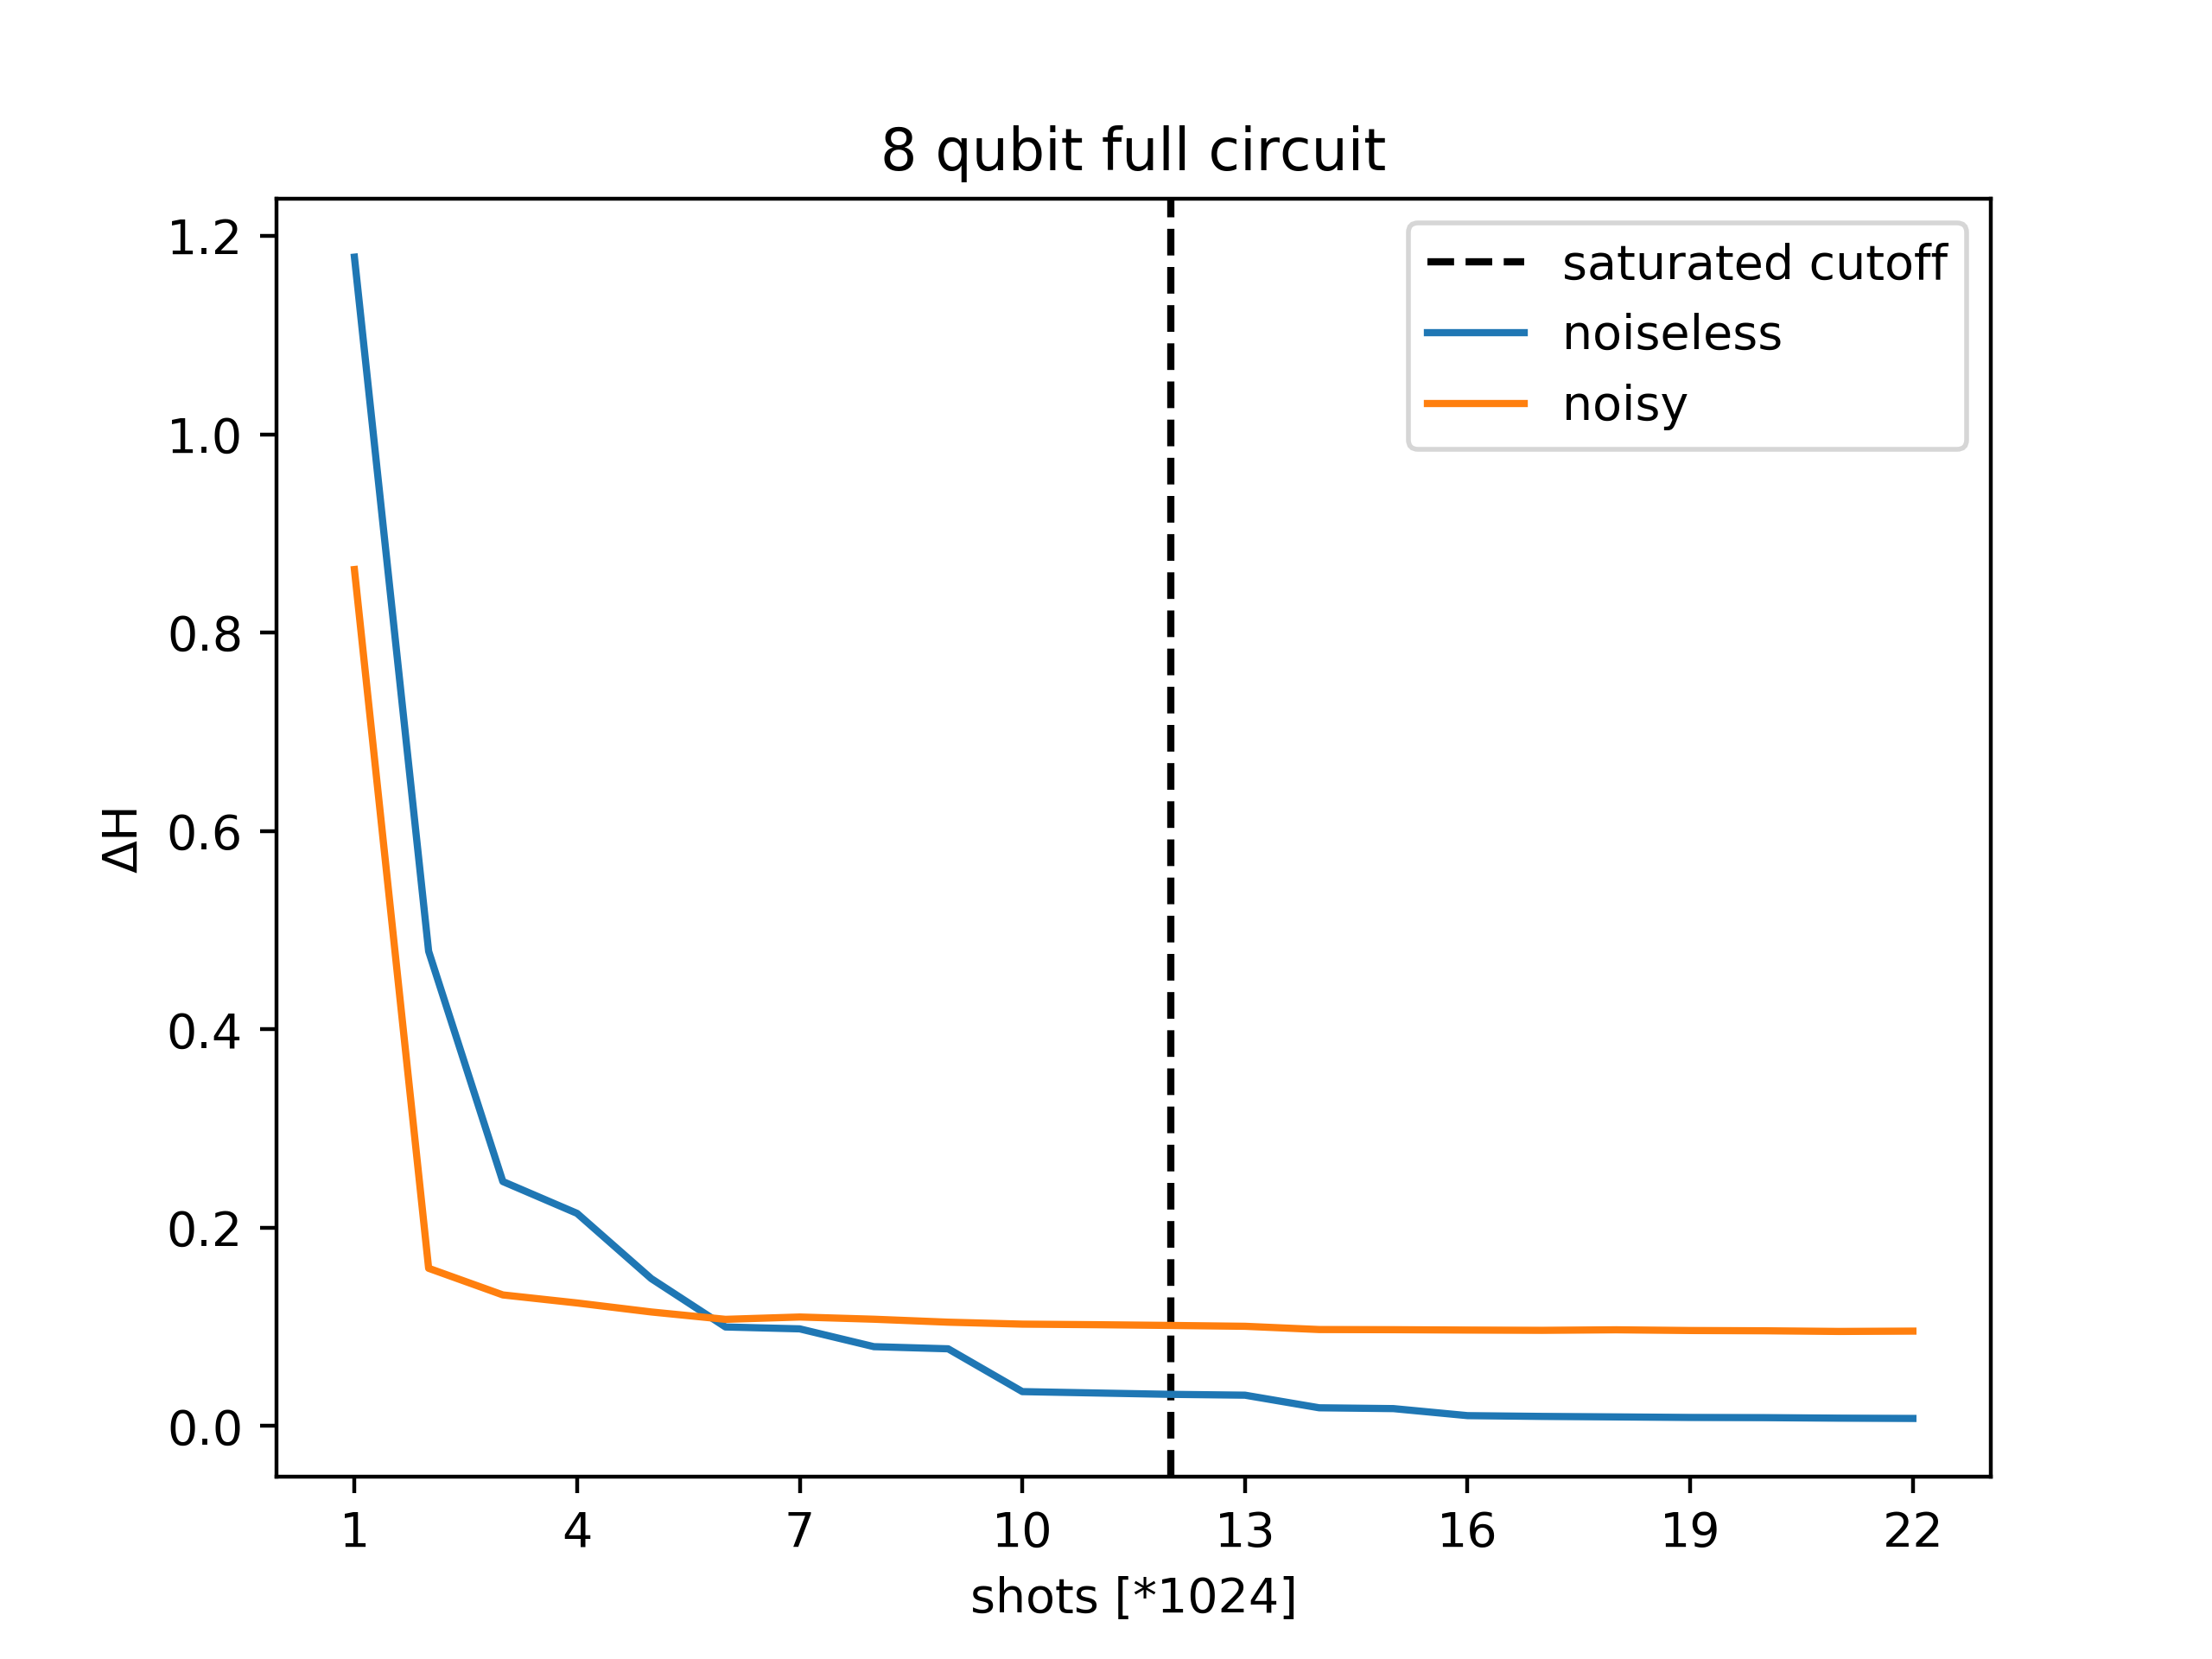 8 qubit full circuit
saturated cutoff
noiseless
noisy
1.2
1.0
0.8
0.6
0.4
0.2
0.0
ΔH
1 4 7 10 13 16 19 22
shots [*1024]